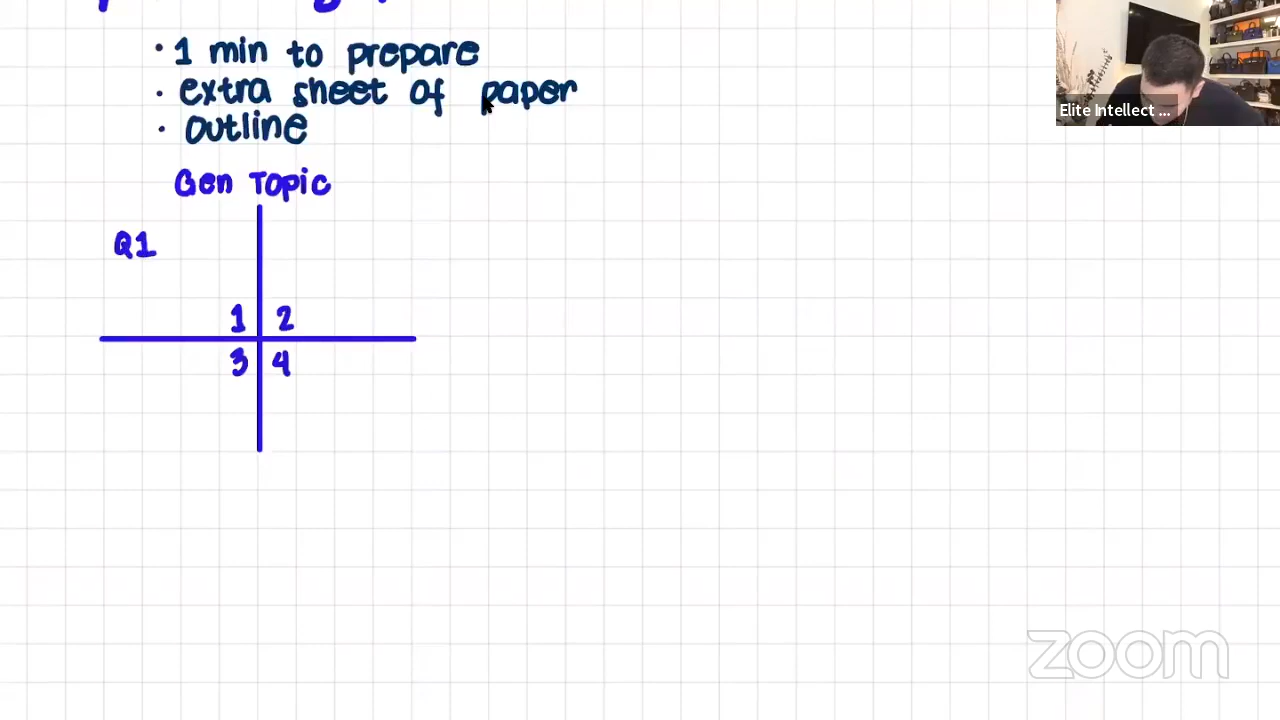 · 1 min to prepare
· extra sheet of paper
· outline
Gen Topic
Q1
1 2
3 4
Elite Intellect ...
zoom